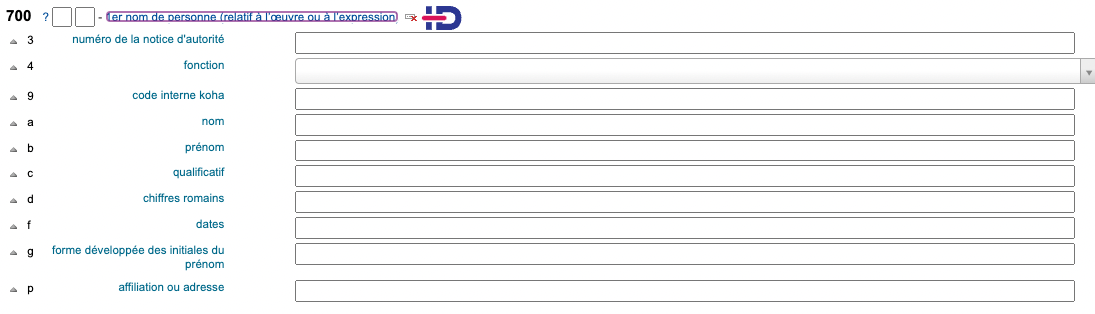 700 ? - 1er nom de personne (relatif à l'œuvre ou à l'expression) ID
3 numéro de la notice d'autorité
4 fonction
9 code interne koha
a nom
b prénom
c qualificatif
d chiffres romains
f dates
g forme développée des initiales du
prénom
p affiliation ou adresse